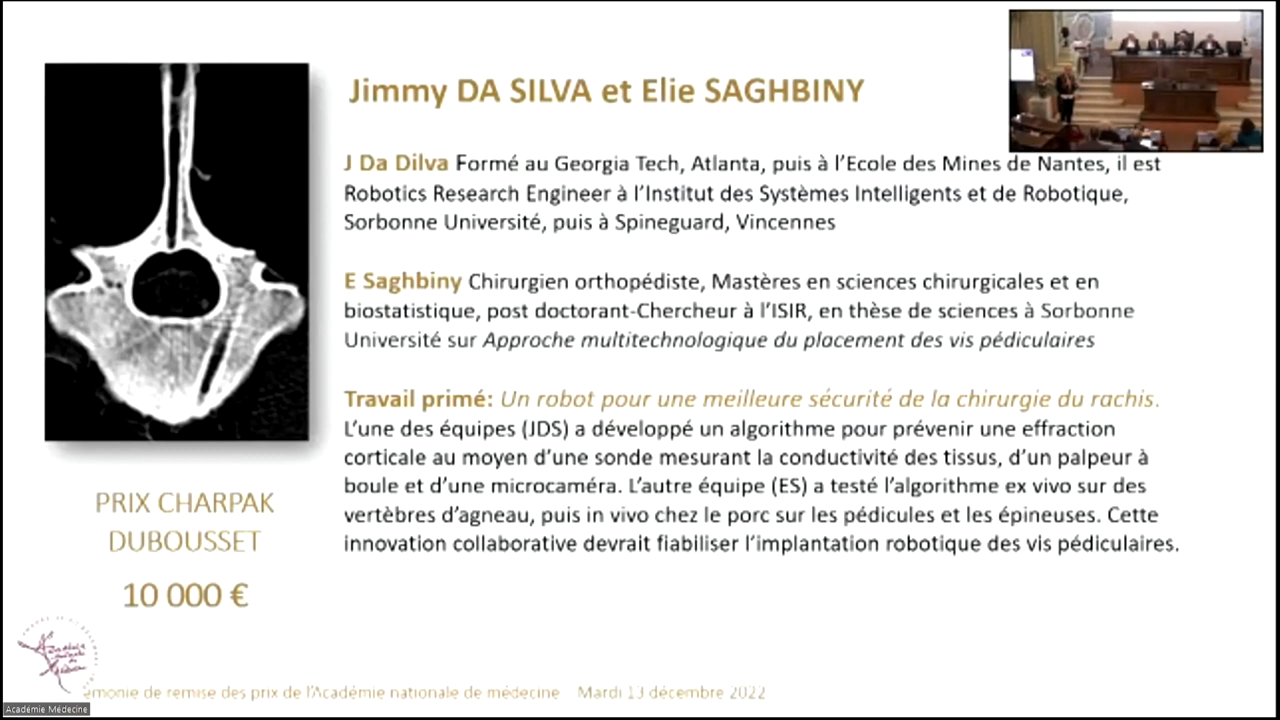 Jimmy DA SILVA et Elie SAGHBINY
J Da Dilva Formé au Georgia Tech, Atlanta, puis à l'Ecole des Mines de Nantes, il est
Robotics Research Engineer à l'Institut des Systèmes Intelligents et de Robotique,
Sorbonne Université, puis à Spineguard, Vincennes
E Saghbiny Chirurgien orthopédiste, Mastères en sciences chirurgicales et en
biostatistique, post doctorant-Chercheur à l'ISIR, en thèse de sciences à Sorbonne
Université sur Approche multitechnologique du placement des vis pédiculaires
Travail primé: Un robot pour une meilleure sécurité de la chirurgie du rachis.
L'une des équipes (JDS) a développé un algorithme pour prévenir une effraction
corticale au moyen d'une sonde mesurant la conductivité des tissus, d'un palpeur à
boule et d'une microcaméra. L'autre équipe (ES) a testé l'algorithme ex vivo sur des
vertèbres d'agneau, puis in vivo chez le porc sur les pédicules et les épineuses. Cette
innovation collaborative devrait fiabiliser l'implantation robotique des vis pédiculaires.
PRIX CHARPAK
DUBOUSSET
10 000 €
émonie de remise des prix de l'Académie nationale de médecine Mardi 13 décembre 2022
Académie Médecine